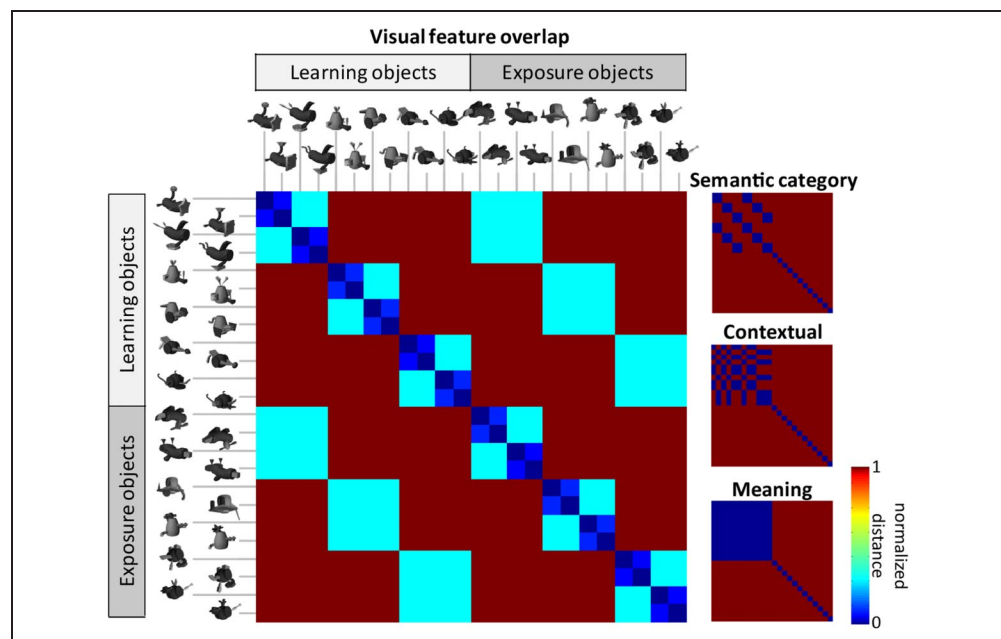 Visual feature overlap
Learning objects
Exposure objects
Learning objects
Exposure objects
Semantic category
Contextual
Meaning
1
normalized
distance
0